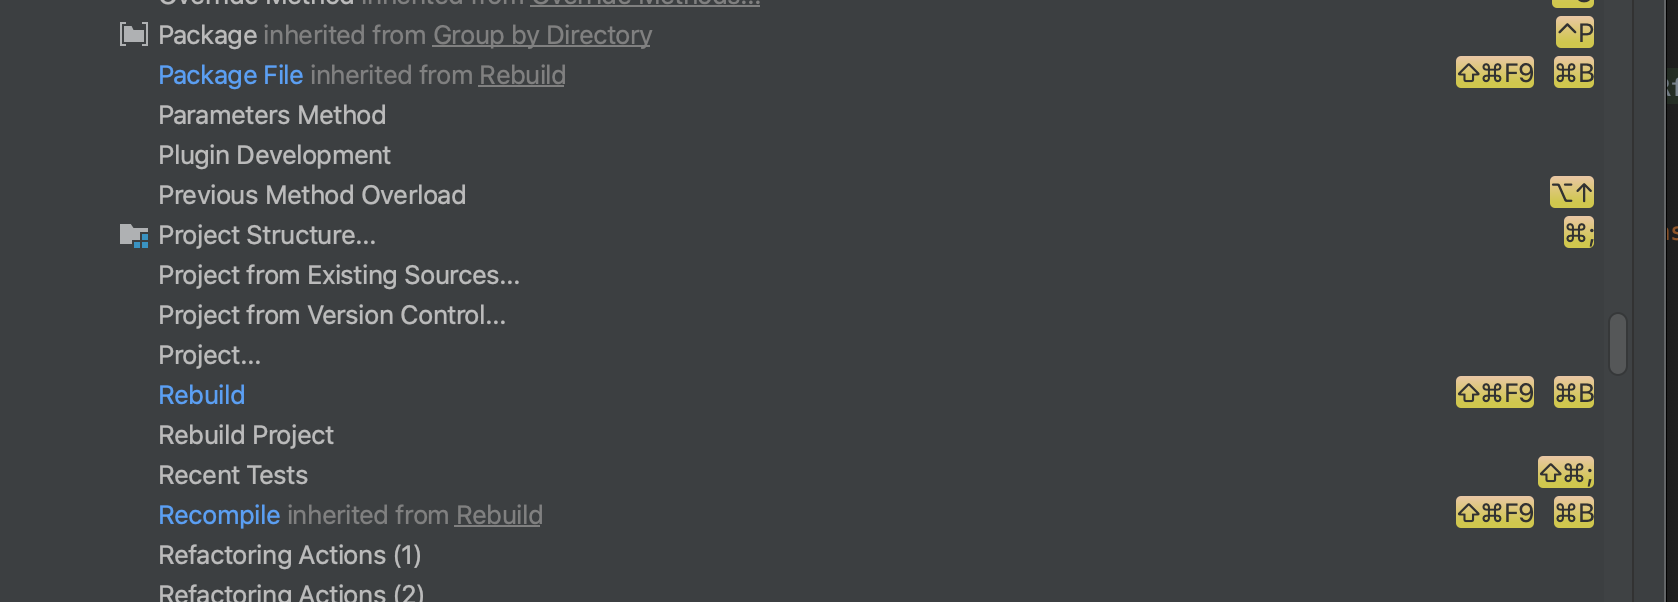 Override Method inherited from Override Methods...
Package inherited from Group by Directory ^P
Package File inherited from Rebuild ⇧⌘F9 ⌘B
Parameters Method
Plugin Development
Previous Method Overload ⌥↑
Project Structure... ⌘;
Project from Existing Sources...
Project from Version Control...
Project...
Rebuild ⇧⌘F9 ⌘B
Rebuild Project
Recent Tests ⇧⌘;
Recompile inherited from Rebuild ⇧⌘F9 ⌘B
Refactoring Actions (1)
Refactoring Actions (2)